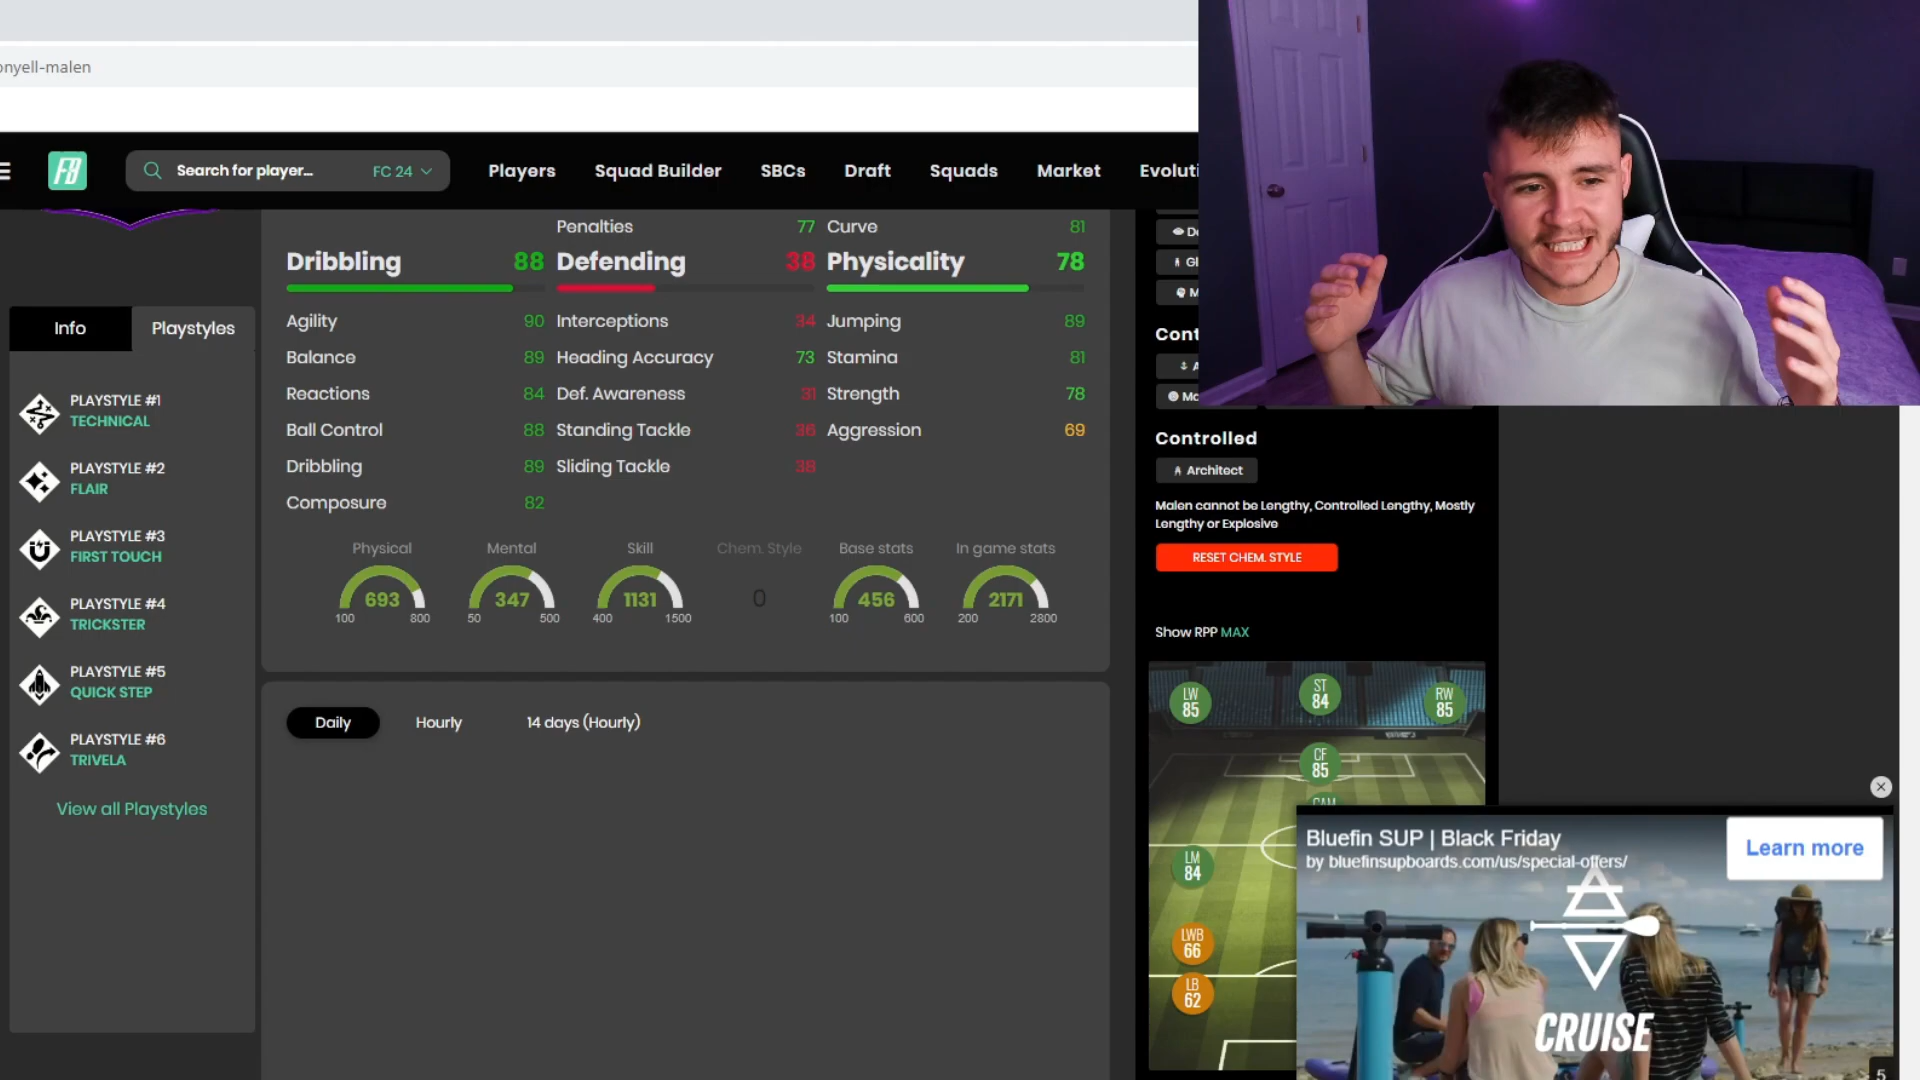 onyell-malen
FB
Search for player...
FC 24
Players
Squad Builder
SBCs
Draft
Squads
Market
Evoluti
Penalties 77
Curve 81
Dribbling 88
Defending 38
Physicality 78
Agility 90
Interceptions 34
Jumping 89
Balance 89
Heading Accuracy 73
Stamina 81
Reactions 84
Def. Awareness 31
Strength 78
Ball Control 88
Standing Tackle 36
Aggression 69
Dribbling 89
Sliding Tackle 38
Composure 82
Physical
693
100 800
Mental
347
50 500
Skill
1131
400 1500
Chem. Style
0
Base stats
456
100 600
In game stats
2171
200 2800
Info
Playstyles
PLAYSTYLE #1
TECHNICAL
PLAYSTYLE #2
FLAIR
PLAYSTYLE #3
FIRST TOUCH
PLAYSTYLE #4
TRICKSTER
PLAYSTYLE #5
QUICK STEP
PLAYSTYLE #6
TRIVELA
View all Playstyles
Daily
Hourly
14 days (Hourly)
De
Gl
M
Cont
A
Ma
Controlled
Architect
Malen cannot be Lengthy, Controlled Lengthy, Mostly
Lengthy or Explosive
RESET CHEM. STYLE
Show RPP MAX
LW
85
ST
84
RW
85
CF
85
CAM
LM
84
LWB
66
LB
62
Bluefin SUP | Black Friday
by bluefinsupboards.com/us/special-offers/
Learn more
CRUISE
5